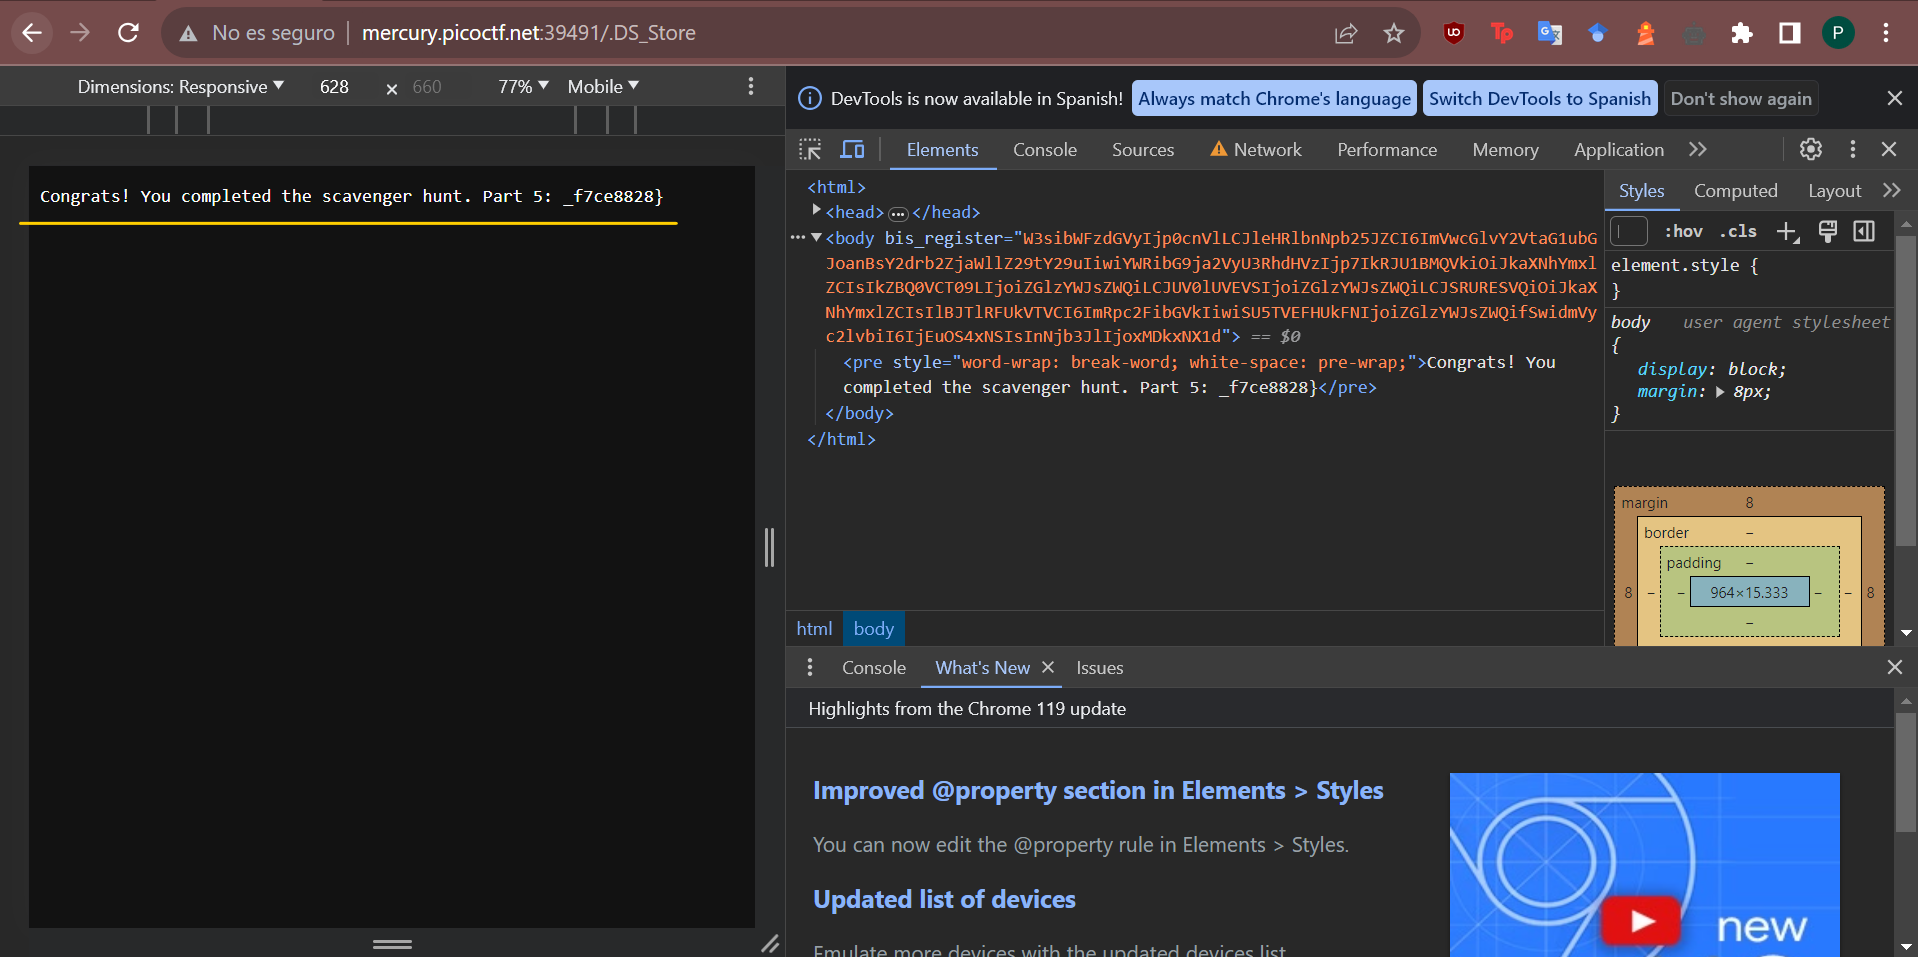 No es seguro mercury.picoctf.net:39491/.DS_Store
P
Dimensions: Responsive 628 × 660 77% Mobile
DevTools is now available in Spanish! Always match Chrome's language Switch DevTools to Spanish Don't show again
Elements Console Sources Network Performance Memory Application
Congrats! You completed the scavenger hunt. Part 5: _f7ce8828}
<html>
<head> </head>
<body bis_register="W3sibWFzdGVyIjp0cnVlLCJleHRlbnNpb25JZCI6ImVwcGlvY2VtaG1ubG
JoanBsY2drb2ZjaWllZ29tY29uIiwiYWRibG9ja2VyU3RhdHVzIjp7IkRJU1BMQVkiOiJkaXNhYmxl
ZCIsIkZBQ0VCT09LIjoiZGlzYWJsZWQiLCJUV0lUVEVSIjoiZGlzYWJsZWQiLCJSRURESVQiOiJkaX
NhYmxlZCIsIlBJTlRFUkVTVCI6ImRpc2FibGVkIiwiSU5TVEFHUkFNIjoiZGlzYWJsZWQifSwidmVy
c2lvbiI6IjEuOS4xNSIsInNjb3JlIjoxMDkxNX1d"> == $0
<pre style="word-wrap: break-word; white-space: pre-wrap;">Congrats! You
completed the scavenger hunt. Part 5: _f7ce8828}</pre>
</body>
</html>
html body
Styles Computed Layout
:hov .cls
element.style {
}
body user agent stylesheet
{
display: block;
margin: 8px;
}
margin 8
border –
padding –
8 – – 964×15.333 – – 8
–
Console What's New Issues
Highlights from the Chrome 119 update
Improved @property section in Elements > Styles
You can now edit the @property rule in Elements > Styles.
Updated list of devices
Emulate more devices with the updated devices list
new